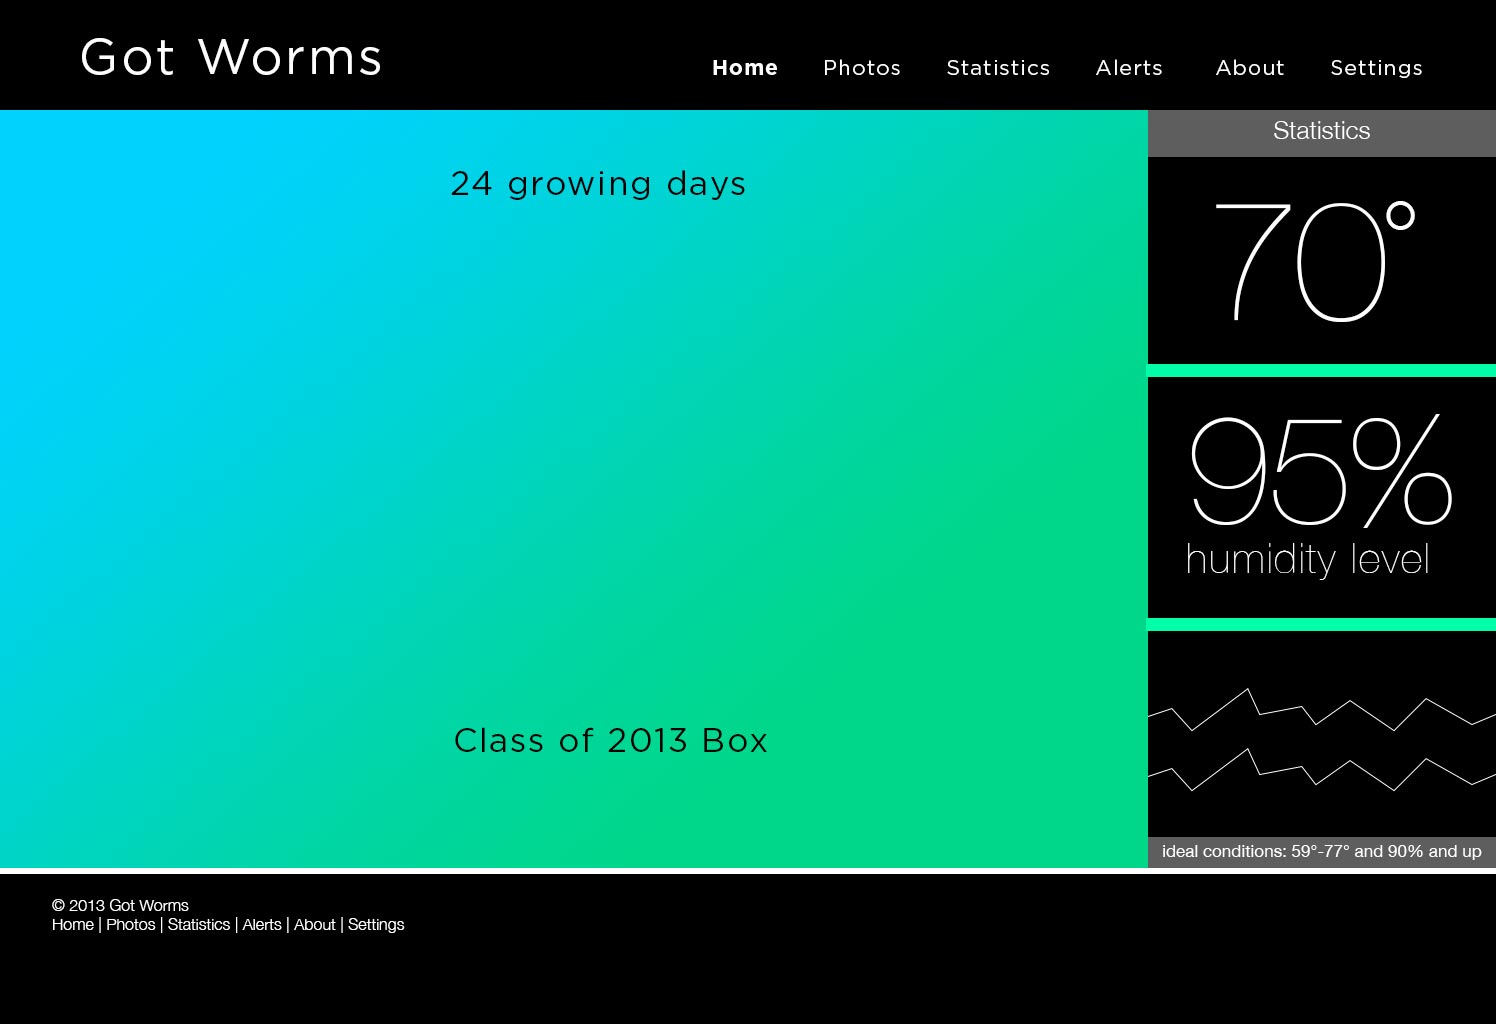 Got Worms
Home Photos Statistics Alerts About Settings
24 growing days
Statistics
70°
95%
humidity level
Class of 2013 Box
ideal conditions: 59°-77° and 90% and up
© 2013 Got Worms
Home | Photos | Statistics | Alerts | About | Settings